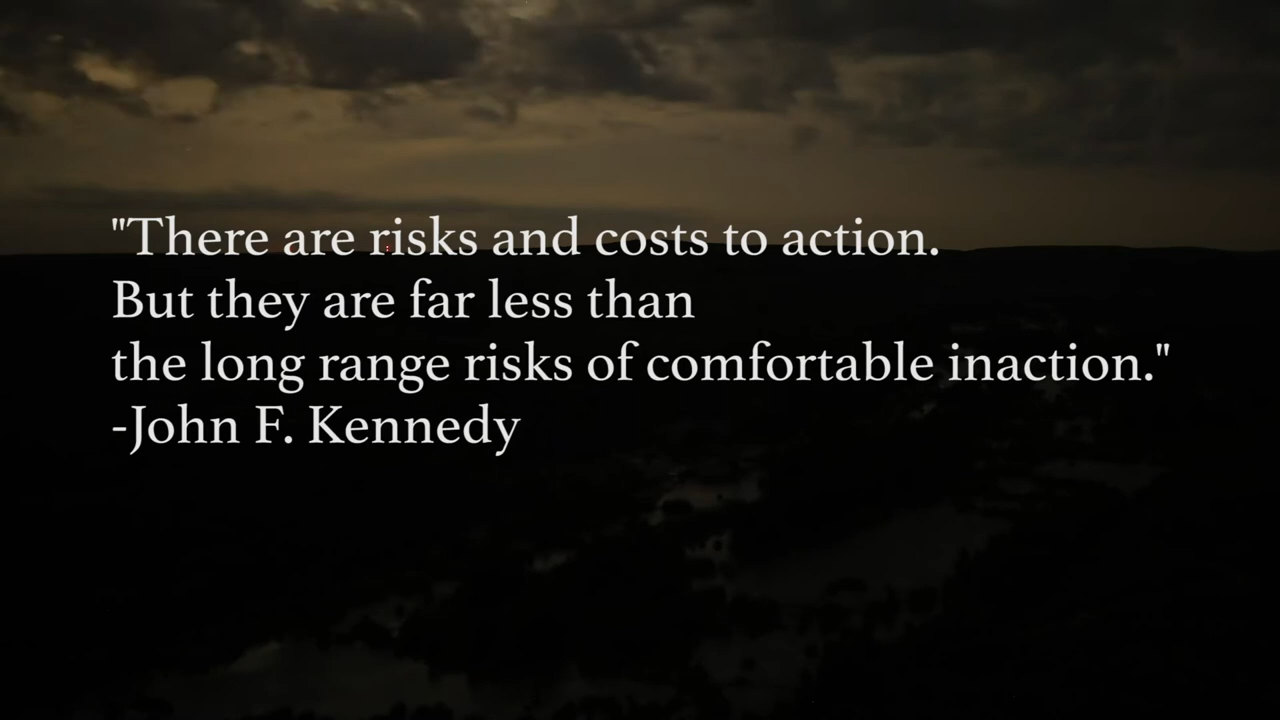 "There are risks and costs to action.
But they are far less than
the long range risks of comfortable inaction."
-John F. Kennedy